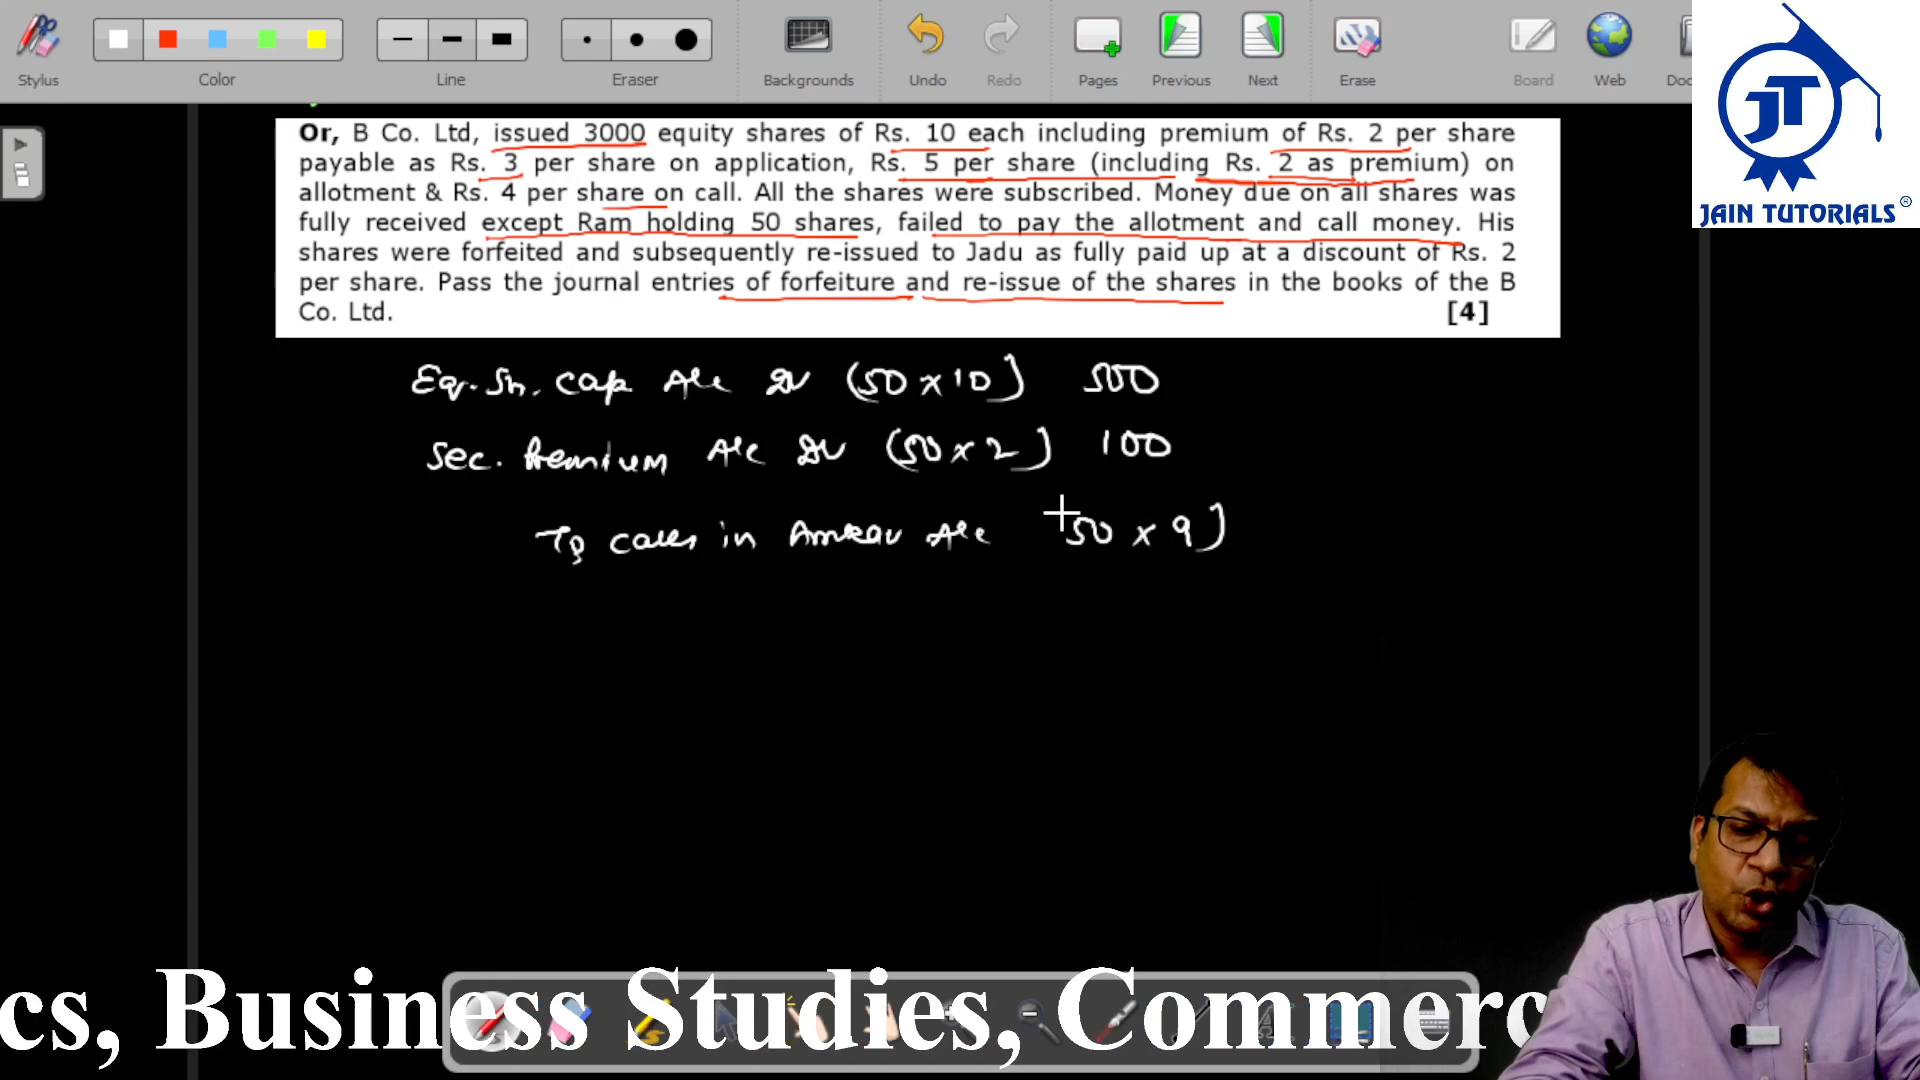 Stylus
Color
Line
Eraser
Backgrounds
Undo
Redo
Pages
Previous
Next
Erase
Board
Web
Doc
JT
JAIN TUTORIALS®
Or, B Co. Ltd, issued 3000 equity shares of Rs. 10 each including premium of Rs. 2 per share
payable as Rs. 3 per share on application, Rs. 5 per share (including Rs. 2 as premium) on
allotment & Rs. 4 per share on call. All the shares were subscribed. Money due on all shares was
fully received except Ram holding 50 shares, failed to pay the allotment and call money. His
shares were forfeited and subsequently re-issued to Jadu as fully paid up at a discount of Rs. 2
per share. Pass the journal entries of forfeiture and re-issue of the shares in the books of the B
Co. Ltd. [4]
Eq. Sh. Cap A/c Dr (50 x 10) 500
Sec. Premium A/c Dr (50 x 2) 100
To calls in Arrear A/c 50 x 9)
cs, Business Studies, Commerc